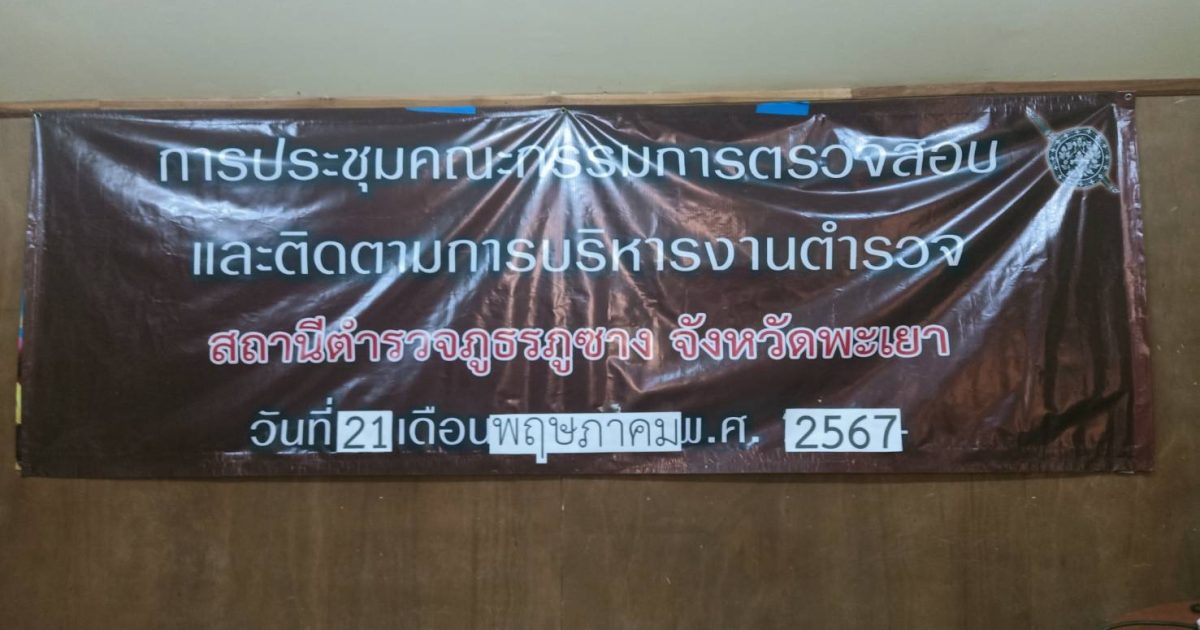 การประชุมคณะกรรมการตรวจสอบ
และติดตามการบริหารงานตำรวจ
สถานีตำรวจภูธรภูซาง จังหวัดพะเยา
วันที่ 21 เดือน พฤษภาคม พ.ศ. 2567